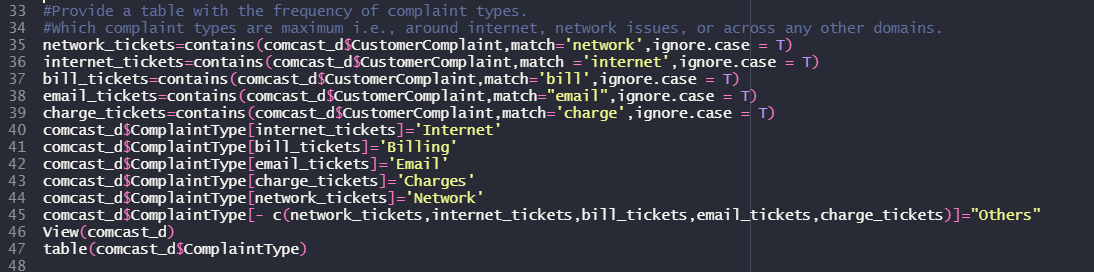 33 #Provide a table with the frequency of complaint types.
34 #Which complaint types are maximum i.e., around internet, network issues, or across any other domains.
35 network_tickets=contains(comcast_d$CustomerComplaint,match='network',ignore.case = T)
36 internet_tickets=contains(comcast_d$CustomerComplaint,match ='internet',ignore.case = T)
37 bill_tickets=contains(comcast_d$CustomerComplaint,match='bill',ignore.case = T)
38 email_tickets=contains(comcast_d$CustomerComplaint,match="email",ignore.case = T)
39 charge_tickets=contains(comcast_d$CustomerComplaint,match='charge',ignore.case = T)
40 comcast_d$ComplaintType[internet_tickets]='Internet'
41 comcast_d$ComplaintType[bill_tickets]='Billing'
42 comcast_d$ComplaintType[email_tickets]='Email'
43 comcast_d$ComplaintType[charge_tickets]='Charges'
44 comcast_d$ComplaintType[network_tickets]='Network'
45 comcast_d$ComplaintType[- c(network_tickets,internet_tickets,bill_tickets,email_tickets,charge_tickets)]="Others"
46 View(comcast_d)
47 table(comcast_d$ComplaintType)
48